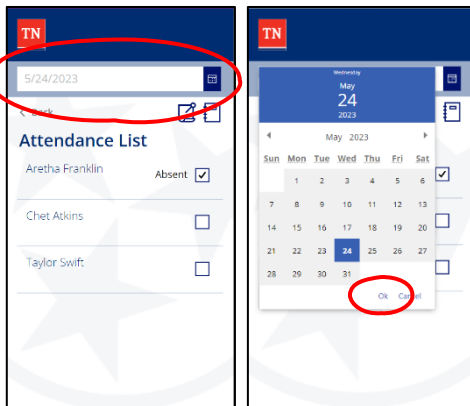 TN
5/24/2023
< Back
Attendance List
Aretha Franklin Absent
Chet Atkins
Taylor Swift
TN
Wednesday
May
24
2023
May 2023
Sun Mon Tue Wed Thu Fri Sat
1 2 3 4 5 6
7 8 9 10 11 12 13
14 15 16 17 18 19 20
21 22 23 24 25 26 27
28 29 30 31
Ok Cancel